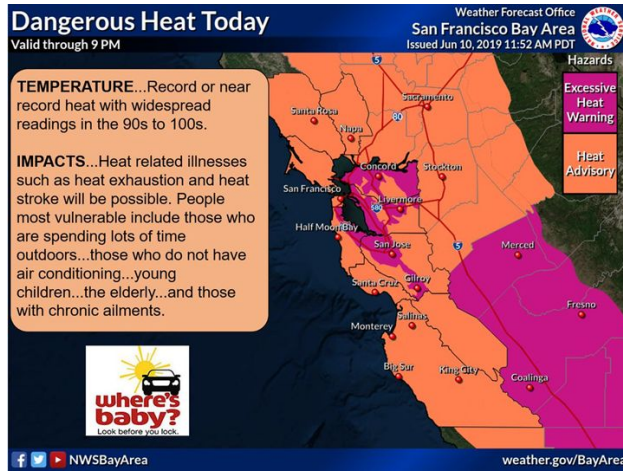 Dangerous Heat Today
Valid through 9 PM
Weather Forecast Office
San Francisco Bay Area
Issued Jun 10, 2019 11:52 AM PDT
Hazards
Excessive
Heat
Warning
Heat
Advisory
TEMPERATURE...Record or near
record heat with widespread
readings in the 90s to 100s.
IMPACTS...Heat related illnesses
such as heat exhaustion and heat
stroke will be possible. People
most vulnerable include those who
are spending lots of time
outdoors...those who do not have
air conditioning...young
children...the elderly...and those
with chronic ailments.
5
Santa Rosa
Sacramento
80
Napa
Concord
Stockton
San Francisco
580
Livermore
Half Moon Bay
5
San Jose
Merced
Santa Cruz
Gilroy
Fresno
Salinas
Monterey
Big Sur
King City
Coalinga
where's
baby?
Look before you lock.
NWSBayArea
weather.gov/BayArea